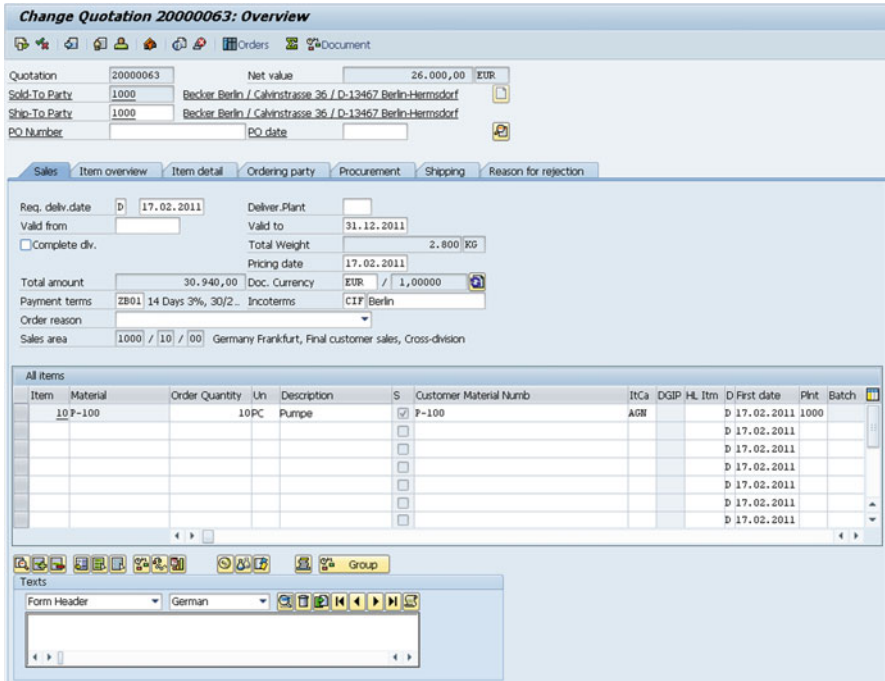 Change Quotation 20000063: Overview
Orders Document
Quotation 20000063 Net value 26.000,00 EUR
Sold-To Party 1000 Becker Berlin / Calvinstrasse 36 / D-13467 Berlin-Hermsdorf
Ship-To Party 1000 Becker Berlin / Calvinstrasse 36 / D-13467 Berlin-Hermsdorf
PO Number PO date
Sales Item overview Item detail Ordering party Procurement Shipping Reason for rejection
Req. deliv.date D 17.02.2011 Deliver.Plant
Valid from Valid to 31.12.2011
Complete dlv. Total Weight 2.800 KG
Pricing date 17.02.2011
Total amount 30.940,00 Doc. Currency EUR / 1,00000
Payment terms ZB01 14 Days 3%, 30/2... Incoterms CIF Berlin
Order reason
Sales area 1000 / 10 / 00 Germany Frankfurt, Final customer sales, Cross-division
All items
Item Material Order Quantity Un Description S Customer Material Numb ItCa DGIP HL Itm D First date Plnt Batch
10 P-100 10 PC Pumpe P-100 AGN D 17.02.2011 1000
D 17.02.2011
D 17.02.2011
D 17.02.2011
D 17.02.2011
D 17.02.2011
D 17.02.2011
Group
Texts
Form Header German